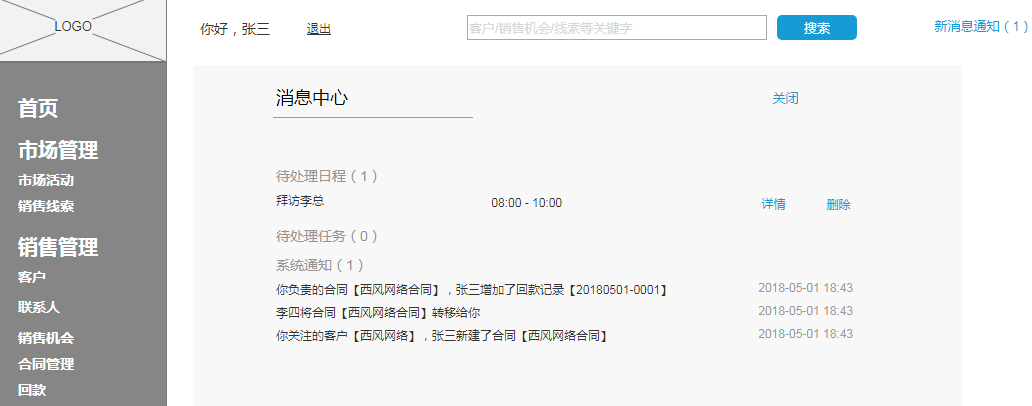 LOGO
你好，张三 退出 客户/销售机会/线索等关键字 搜索 新消息通知（1）
首页
市场管理
市场活动
销售线索
销售管理
客户
联系人
销售机会
合同管理
回款
消息中心 关闭
待处理日程（1）
拜访李总 08:00 - 10:00 详情 删除
待处理任务（0）
系统通知（1）
你负责的合同【西风网络合同】，张三增加了回款记录【20180501-0001】 2018-05-01 18:43
李四将合同【西风网络合同】转移给你 2018-05-01 18:43
你关注的客户【西风网络】，张三新建了合同【西风网络合同】 2018-05-01 18:43